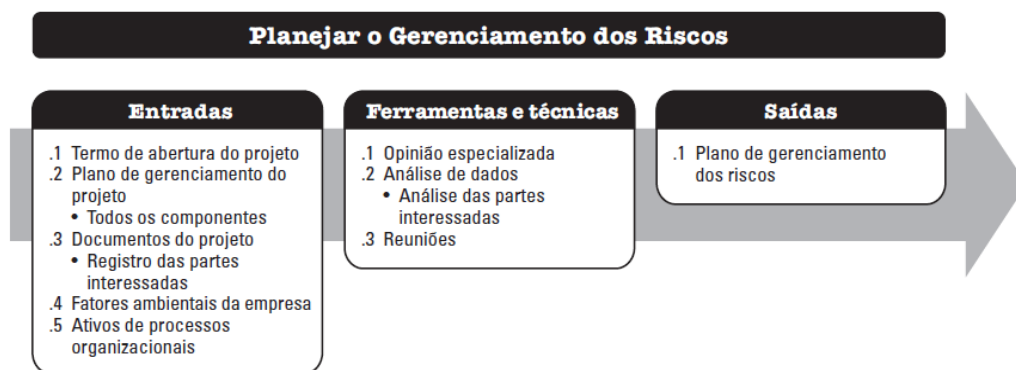 Planejar o Gerenciamento dos Riscos
Entradas
.1 Termo de abertura do projeto
.2 Plano de gerenciamento do
projeto
• Todos os componentes
.3 Documentos do projeto
• Registro das partes
interessadas
.4 Fatores ambientais da empresa
.5 Ativos de processos
organizacionais
Ferramentas e técnicas
.1 Opinião especializada
.2 Análise de dados
• Análise das partes
interessadas
.3 Reuniões
Saídas
.1 Plano de gerenciamento
dos riscos